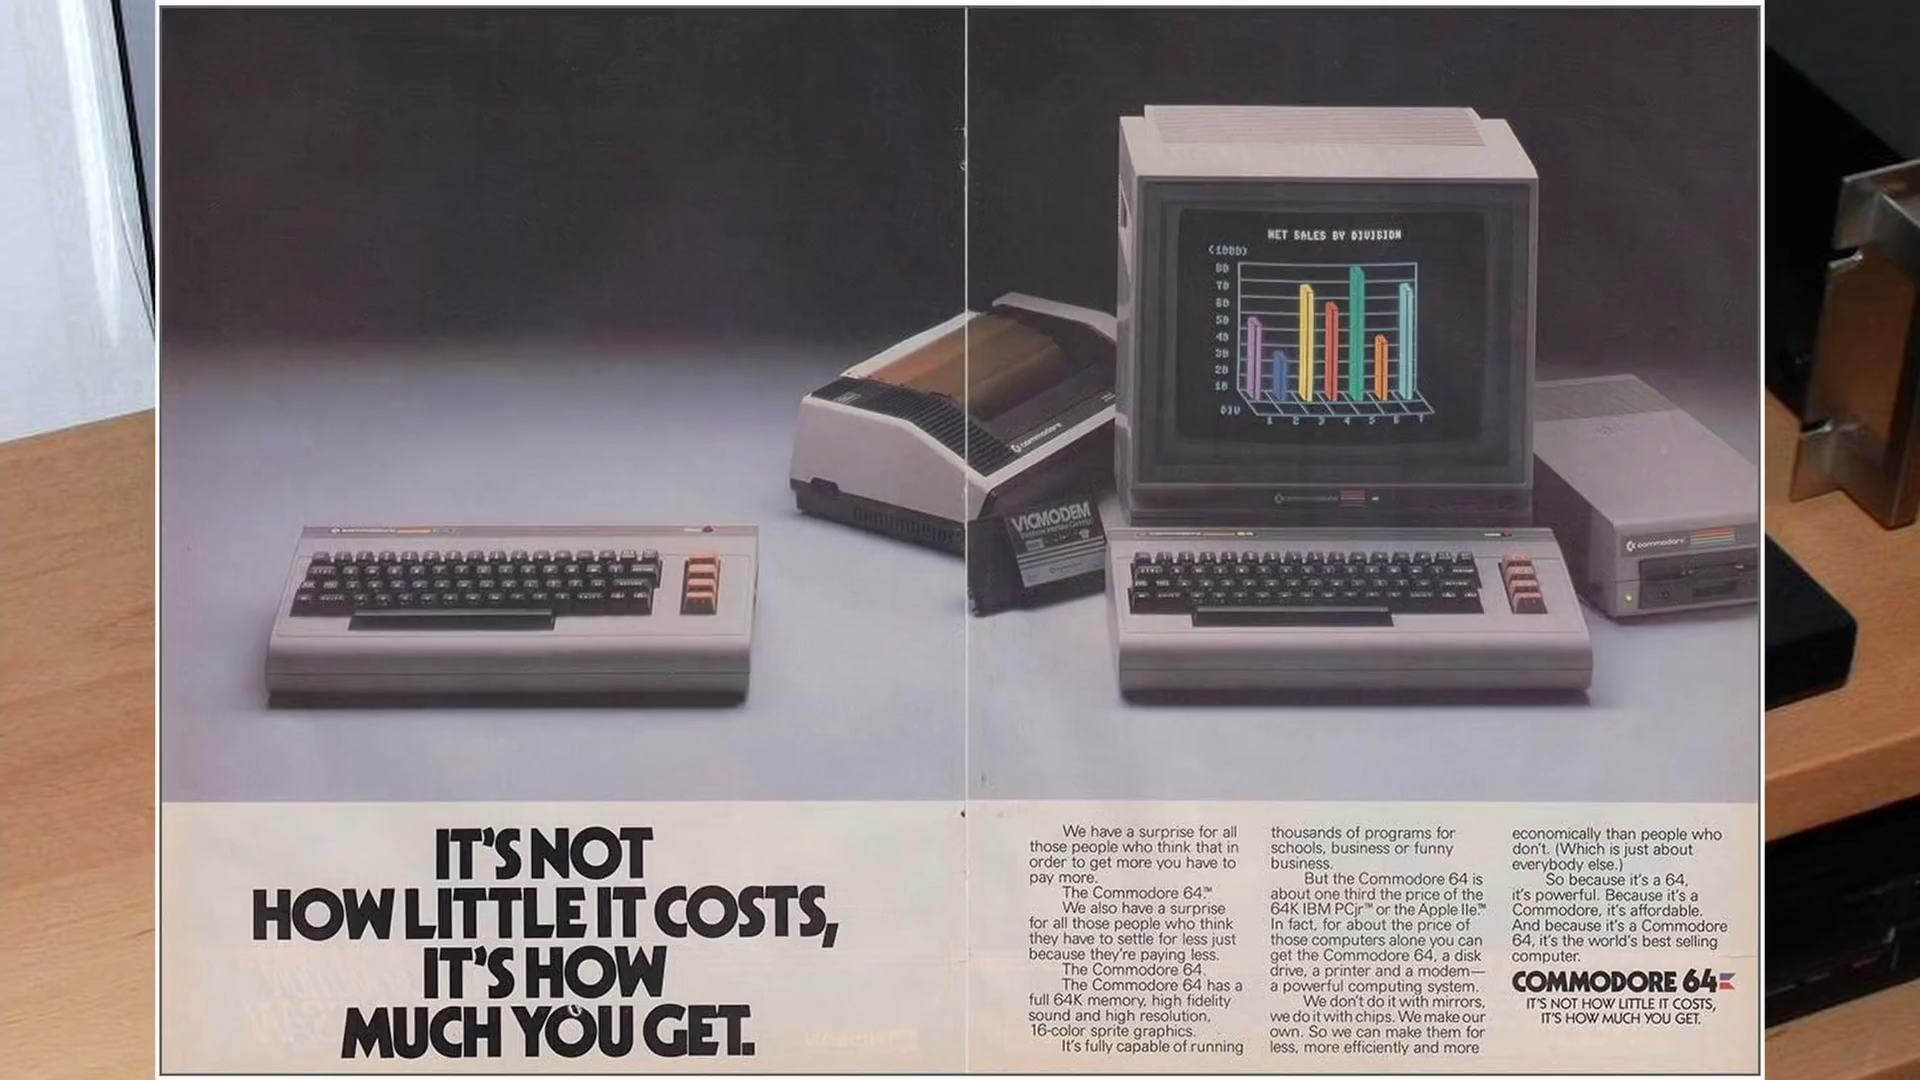 NET SALES BY DIVISION
(1000)
80
70
60
50
40
30
20
10
DIV
1 2 3 4 5 6 7
commodore
VICMODEM
commodore
commodore
IT'S NOT
HOW LITTLE IT COSTS,
IT'S HOW
MUCH YOU GET.
We have a surprise for all
those people who think that in
order to get more you have to
pay more.
The Commodore 64.™
We also have a surprise
for all those people who think
they have to settle for less just
because they're paying less.
The Commodore 64.
The Commodore 64 has a
full 64K memory, high fidelity
sound and high resolution,
16-color sprite graphics.
It's fully capable of running
thousands of programs for
schools, business or funny
business.
But the Commodore 64 is
about one third the price of the
64K IBM PCjr™ or the Apple IIe.™
In fact, for about the price of
those computers alone you can
get the Commodore 64, a disk
drive, a printer and a modem—
a powerful computing system.
We don't do it with mirrors,
we do it with chips. We make our
own. So we can make them for
less, more efficiently and more
economically than people who
don't. (Which is just about
everybody else.)
So because it's a 64,
it's powerful. Because it's a
Commodore, it's affordable.
And because it's a Commodore
64, it's the world's best selling
computer.
COMMODORE 64
IT'S NOT HOW LITTLE IT COSTS,
IT'S HOW MUCH YOU GET.